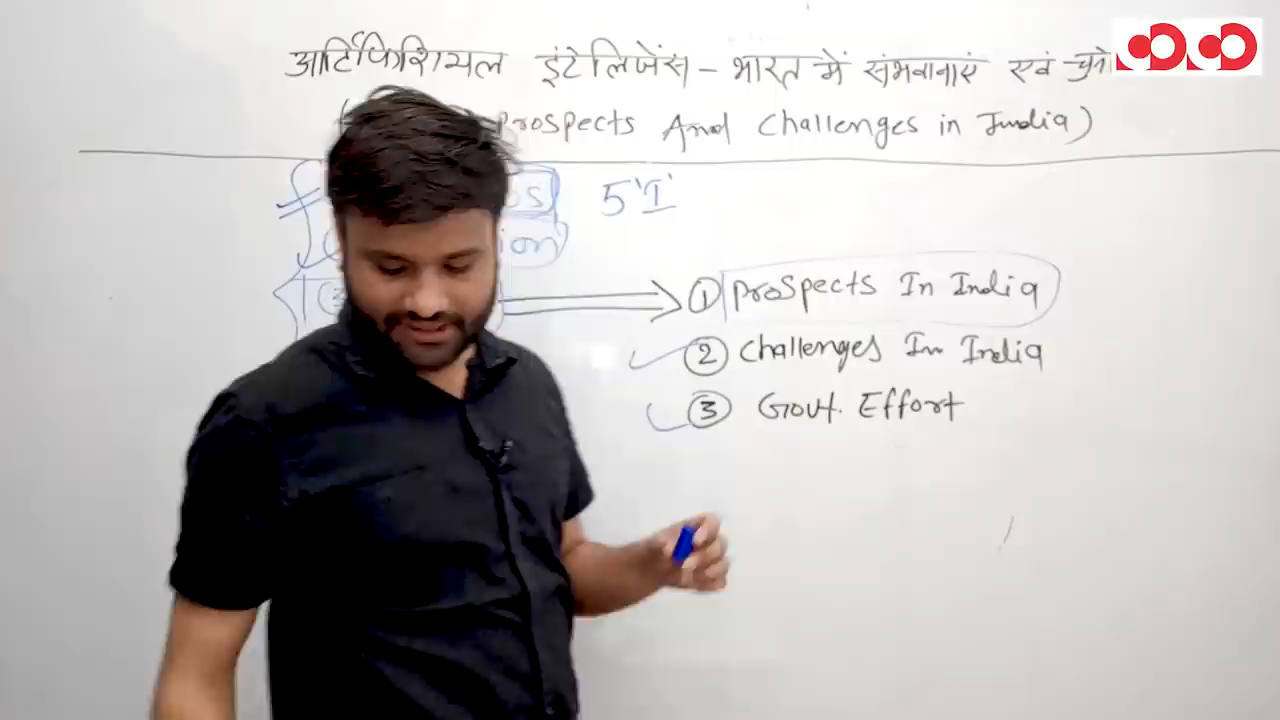 आर्टिफिशियल इंटेलिजेंस - भारत में संभवानाएं एवं
Prospects And Challenges in India)
5'I'
① Prospects In India
② Challenges In India
③ Govt. Effort